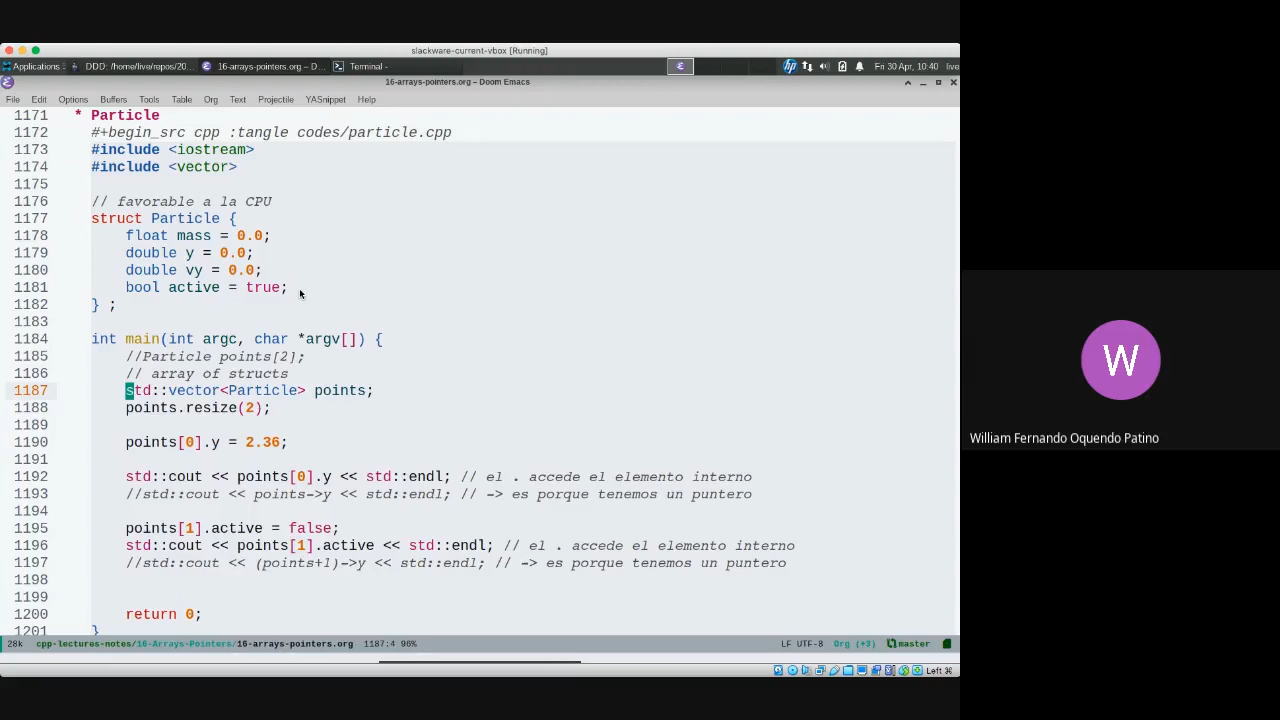 slackware-current-vbox [Running]
Applications DDD: /home/live/repos/20... 16-arrays-pointers.org – D... Terminal - Fri 30 Apr, 10:40 live
16-arrays-pointers.org – Doom Emacs
File Edit Options Buffers Tools Table Org Text Projectile YASnippet Help
1171 * Particle
1172 #+begin_src cpp :tangle codes/particle.cpp
1173 #include <iostream>
1174 #include <vector>
1175
1176 // favorable a la CPU
1177 struct Particle {
1178 float mass = 0.0;
1179 double y = 0.0;
1180 double vy = 0.0;
1181 bool active = true;
1182 } ;
1183
1184 int main(int argc, char *argv[]) {
1185 //Particle points[2];
1186 // array of structs
1187 std::vector<Particle> points;
1188 points.resize(2);
1189
1190 points[0].y = 2.36;
1191
1192 std::cout << points[0].y << std::endl; // el . accede el elemento interno
1193 //std::cout << points->y << std::endl; // -> es porque tenemos un puntero
1194
1195 points[1].active = false;
1196 std::cout << points[1].active << std::endl; // el . accede el elemento interno
1197 //std::cout << (points+1)->y << std::endl; // -> es porque tenemos un puntero
1198
1199
1200 return 0;
1201 }
28k cpp-lectures-notes/16-Arrays-Pointers/16-arrays-pointers.org 1187:4 96% LF UTF-8 Org (+3) master
Left ⌘
W
William Fernando Oquendo Patino